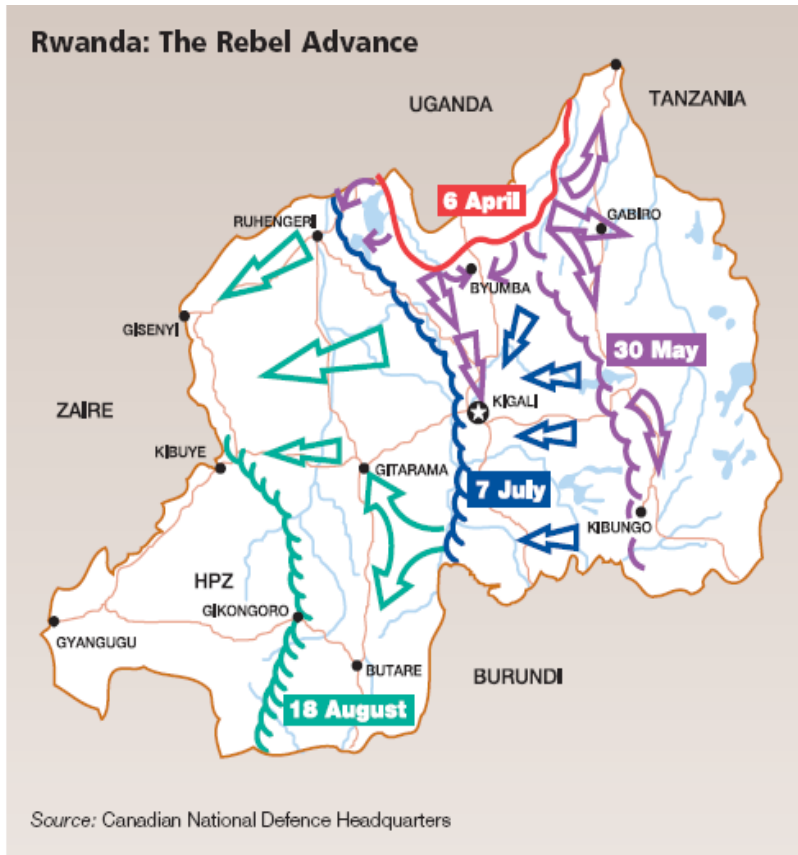 Rwanda: The Rebel Advance
UGANDA
TANZANIA
6 April
RUHENGERI
GABIRO
BYUMBA
GISENYI
30 May
ZAIRE
KIGALI
KIBUYE
GITARAMA
7 July
KIBUNGO
HPZ
GIKONGORO
GYANGUGU
BUTARE
BURUNDI
18 August
Source: Canadian National Defence Headquarters